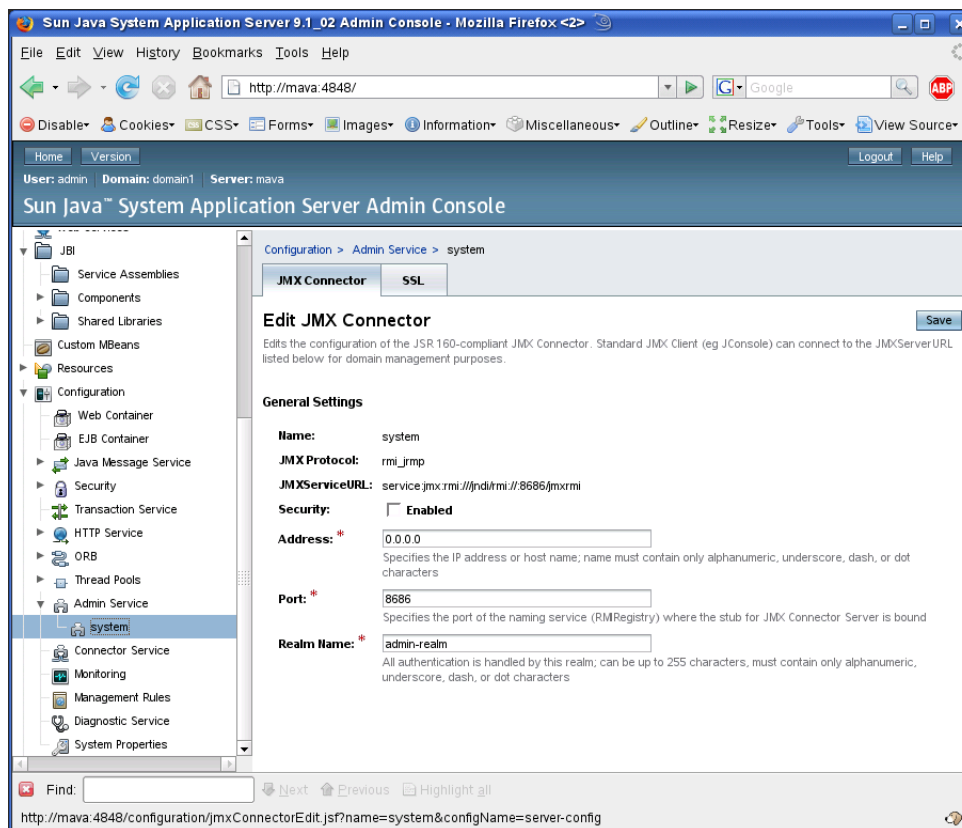 Sun Java System Application Server 9.1_02 Admin Console - Mozilla Firefox <2>
File Edit View History Bookmarks Tools Help
http://mava:4848/
G Google
ABP
Disable Cookies CSS Forms Images Information Miscellaneous Outline Resize Tools View Source
Home Version Logout Help
User: admin Domain: domain1 Server: mava
Sun Java™ System Application Server Admin Console
Web Services
JBI
Service Assemblies
Components
Shared Libraries
Custom MBeans
Resources
Configuration
Web Container
EJB Container
Java Message Service
Security
Transaction Service
HTTP Service
ORB
Thread Pools
Admin Service
system
Connector Service
Monitoring
Management Rules
Diagnostic Service
System Properties
Configuration > Admin Service > system
JMX Connector SSL
Edit JMX Connector
Save
Edits the configuration of the JSR 160-compliant JMX Connector. Standard JMX Client (eg JConsole) can connect to the JMXServerURL
listed below for domain management purposes.
General Settings
Name: system
JMX Protocol: rmi_jrmp
JMXServiceURL: service:jmx:rmi:///jndi/rmi://:8686/jmxrmi
Security: Enabled
Address: * 0.0.0.0
Specifies the IP address or host name; name must contain only alphanumeric, underscore, dash, or dot
characters
Port: * 8686
Specifies the port of the naming service (RMIRegistry) where the stub for JMX Connector Server is bound
Realm Name: * admin-realm
All authentication is handled by this realm; can be up to 255 characters, must contain only alphanumeric,
underscore, dash, or dot characters
Find: Next Previous Highlight all
http://mava:4848/configuration/jmxConnectorEdit.jsf?name=system&configName=server-config